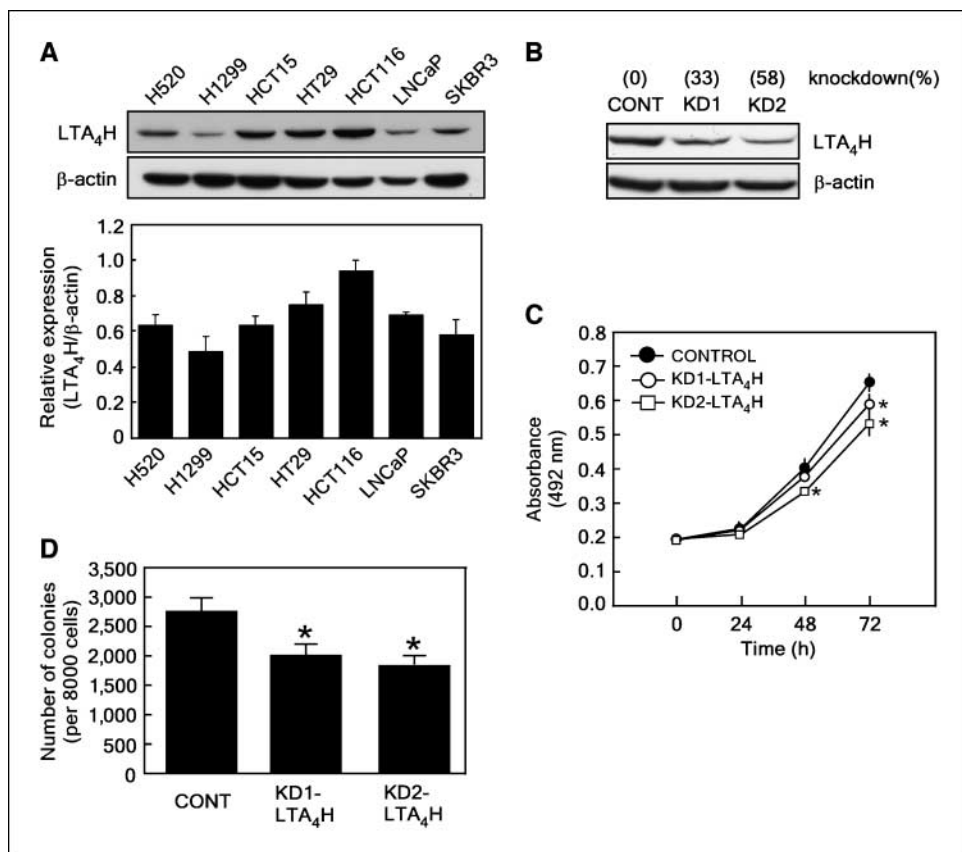 A
H520 H1299 HCT15 HT29 HCT116 LNCaP SKBR3
LTA₄H
β-actin
Relative expression
(LTA₄H/β-actin)
1.2
1.0
0.8
0.6
0.4
0.2
0
H520 H1299 HCT15 HT29 HCT116 LNCaP SKBR3
B
(0) (33) (58) knockdown(%)
CONT KD1 KD2
LTA₄H
β-actin
C
Absorbance
(492 nm)
0.8
0.7
0.6
0.5
0.4
0.3
0.2
0.1
0.0
CONTROL
KD1-LTA₄H
KD2-LTA₄H
*
*
*
0 24 48 72
Time (h)
D
Number of colonies
(per 8000 cells)
3,500
3,000
2,500
2,000
1,500
1,000
500
0
* *
CONT KD1- KD2-
LTA₄H LTA₄H